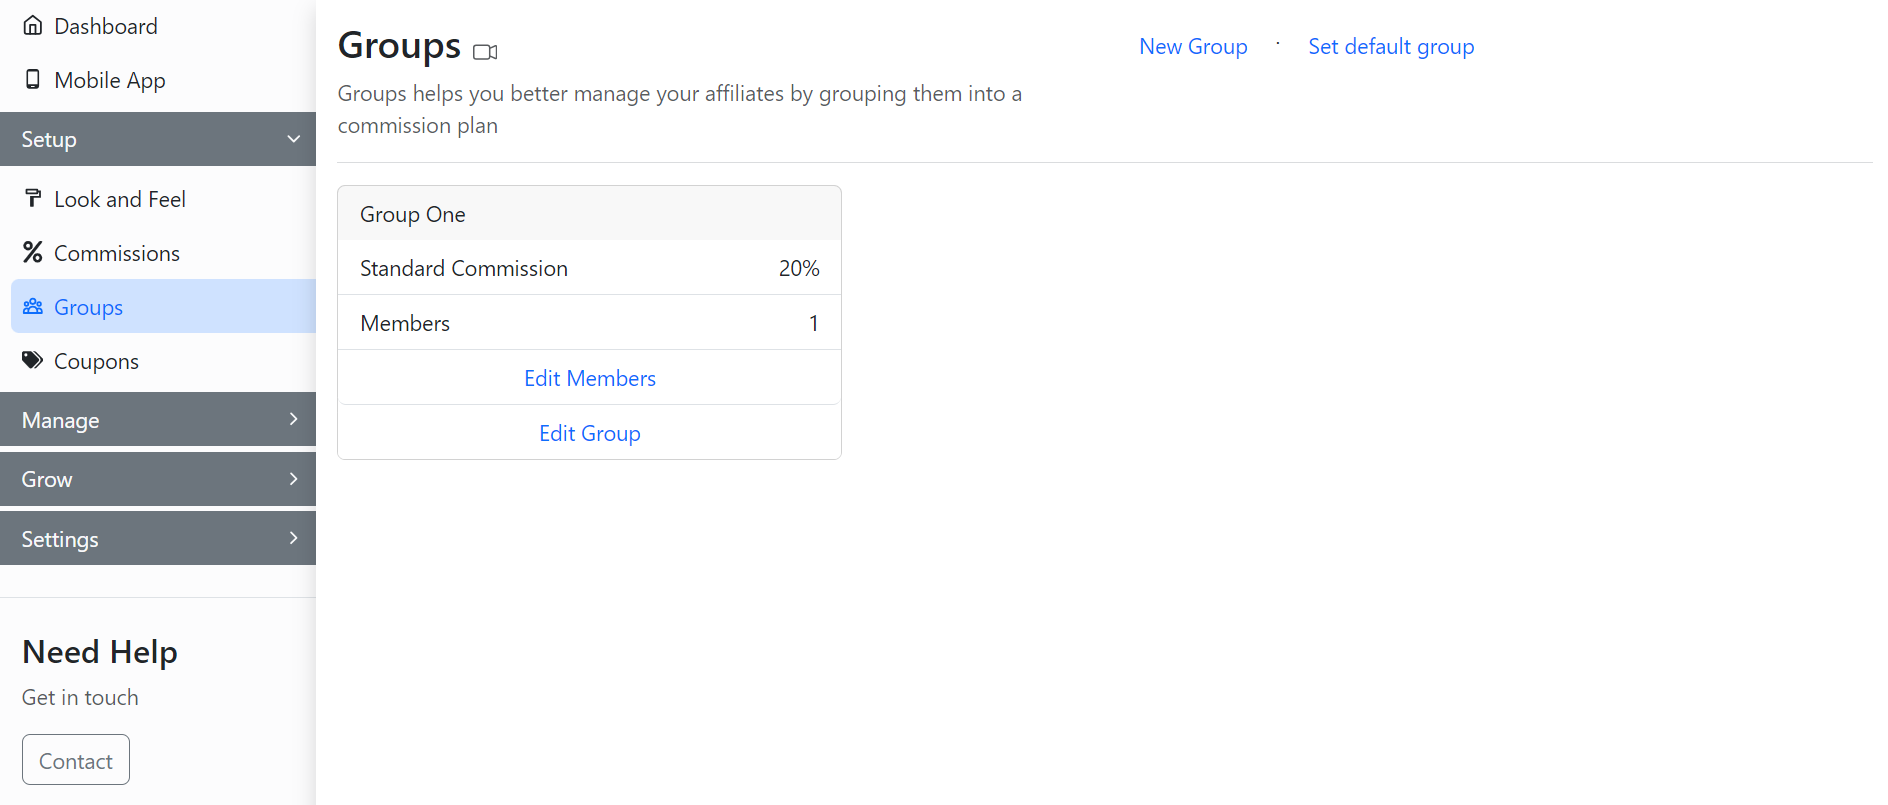 Dashboard
Mobile App
Setup
Look and Feel
Commissions
Groups
Coupons
Manage
Grow
Settings
Need Help
Get in touch
Contact
Groups
New Group · Set default group
Groups helps you better manage your affiliates by grouping them into a
commission plan
Group One
Standard Commission 20%
Members 1
Edit Members
Edit Group